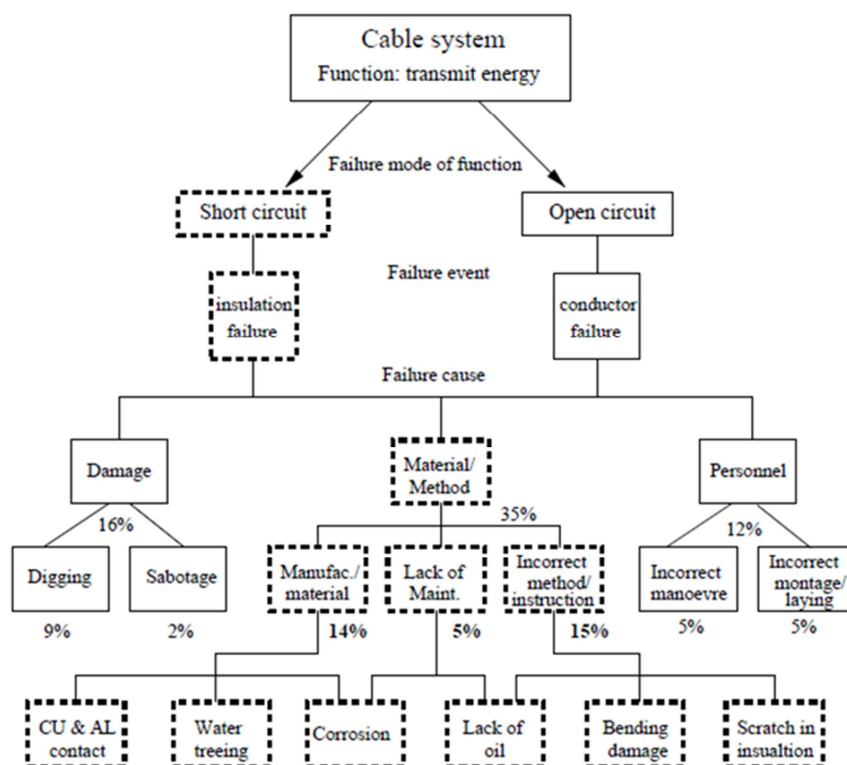 Cable system
Function: transmit energy
Failure mode of function
Short circuit
Open circuit
Failure event
insulation
failure
conductor
failure
Failure cause
Damage
Material/
Method
Personnel
16%
35%
12%
Digging
Sabotage
Manufac./
material
Lack of
Maint.
Incorrect
method/
instruction
Incorrect
manoevre
Incorrect
montage/
laying
9%
2%
14%
5%
15%
5%
5%
CU & AL
contact
Water
treeing
Corrosion
Lack of
oil
Bending
damage
Scratch in
insualtion